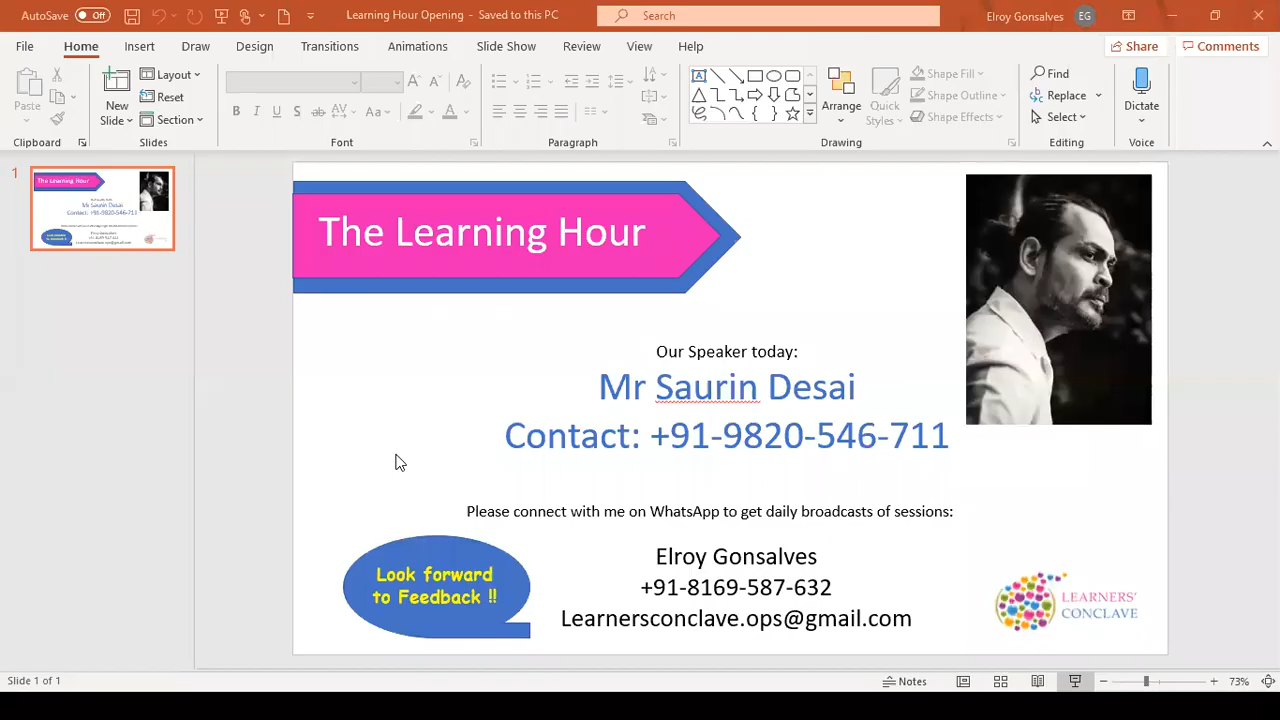 AutoSave Off Learning Hour Opening - Saved to this PC Search Elroy Gonsalves EG
File Home Insert Draw Design Transitions Animations Slide Show Review View Help Share Comments
Paste
New Slide
Layout
Reset
Section
B I U S ab AV Aa A
Arrange
Quick Styles
Shape Fill
Shape Outline
Shape Effects
Find
Replace
Select
Dictate
Clipboard Slides Font Paragraph Drawing Editing Voice
1
The Learning Hour
Our Speaker today:
Mr Saurin Desai
Contact: +91-9820-546-711
Please connect with me on WhatsApp to get daily broadcasts of sessions:
Look forward
to Feedback !!
Elroy Gonsalves
+91-8169-587-632
Learnersconclave.ops@gmail.com
LEARNERS'
CONCLAVE
Slide 1 of 1 Notes 73%